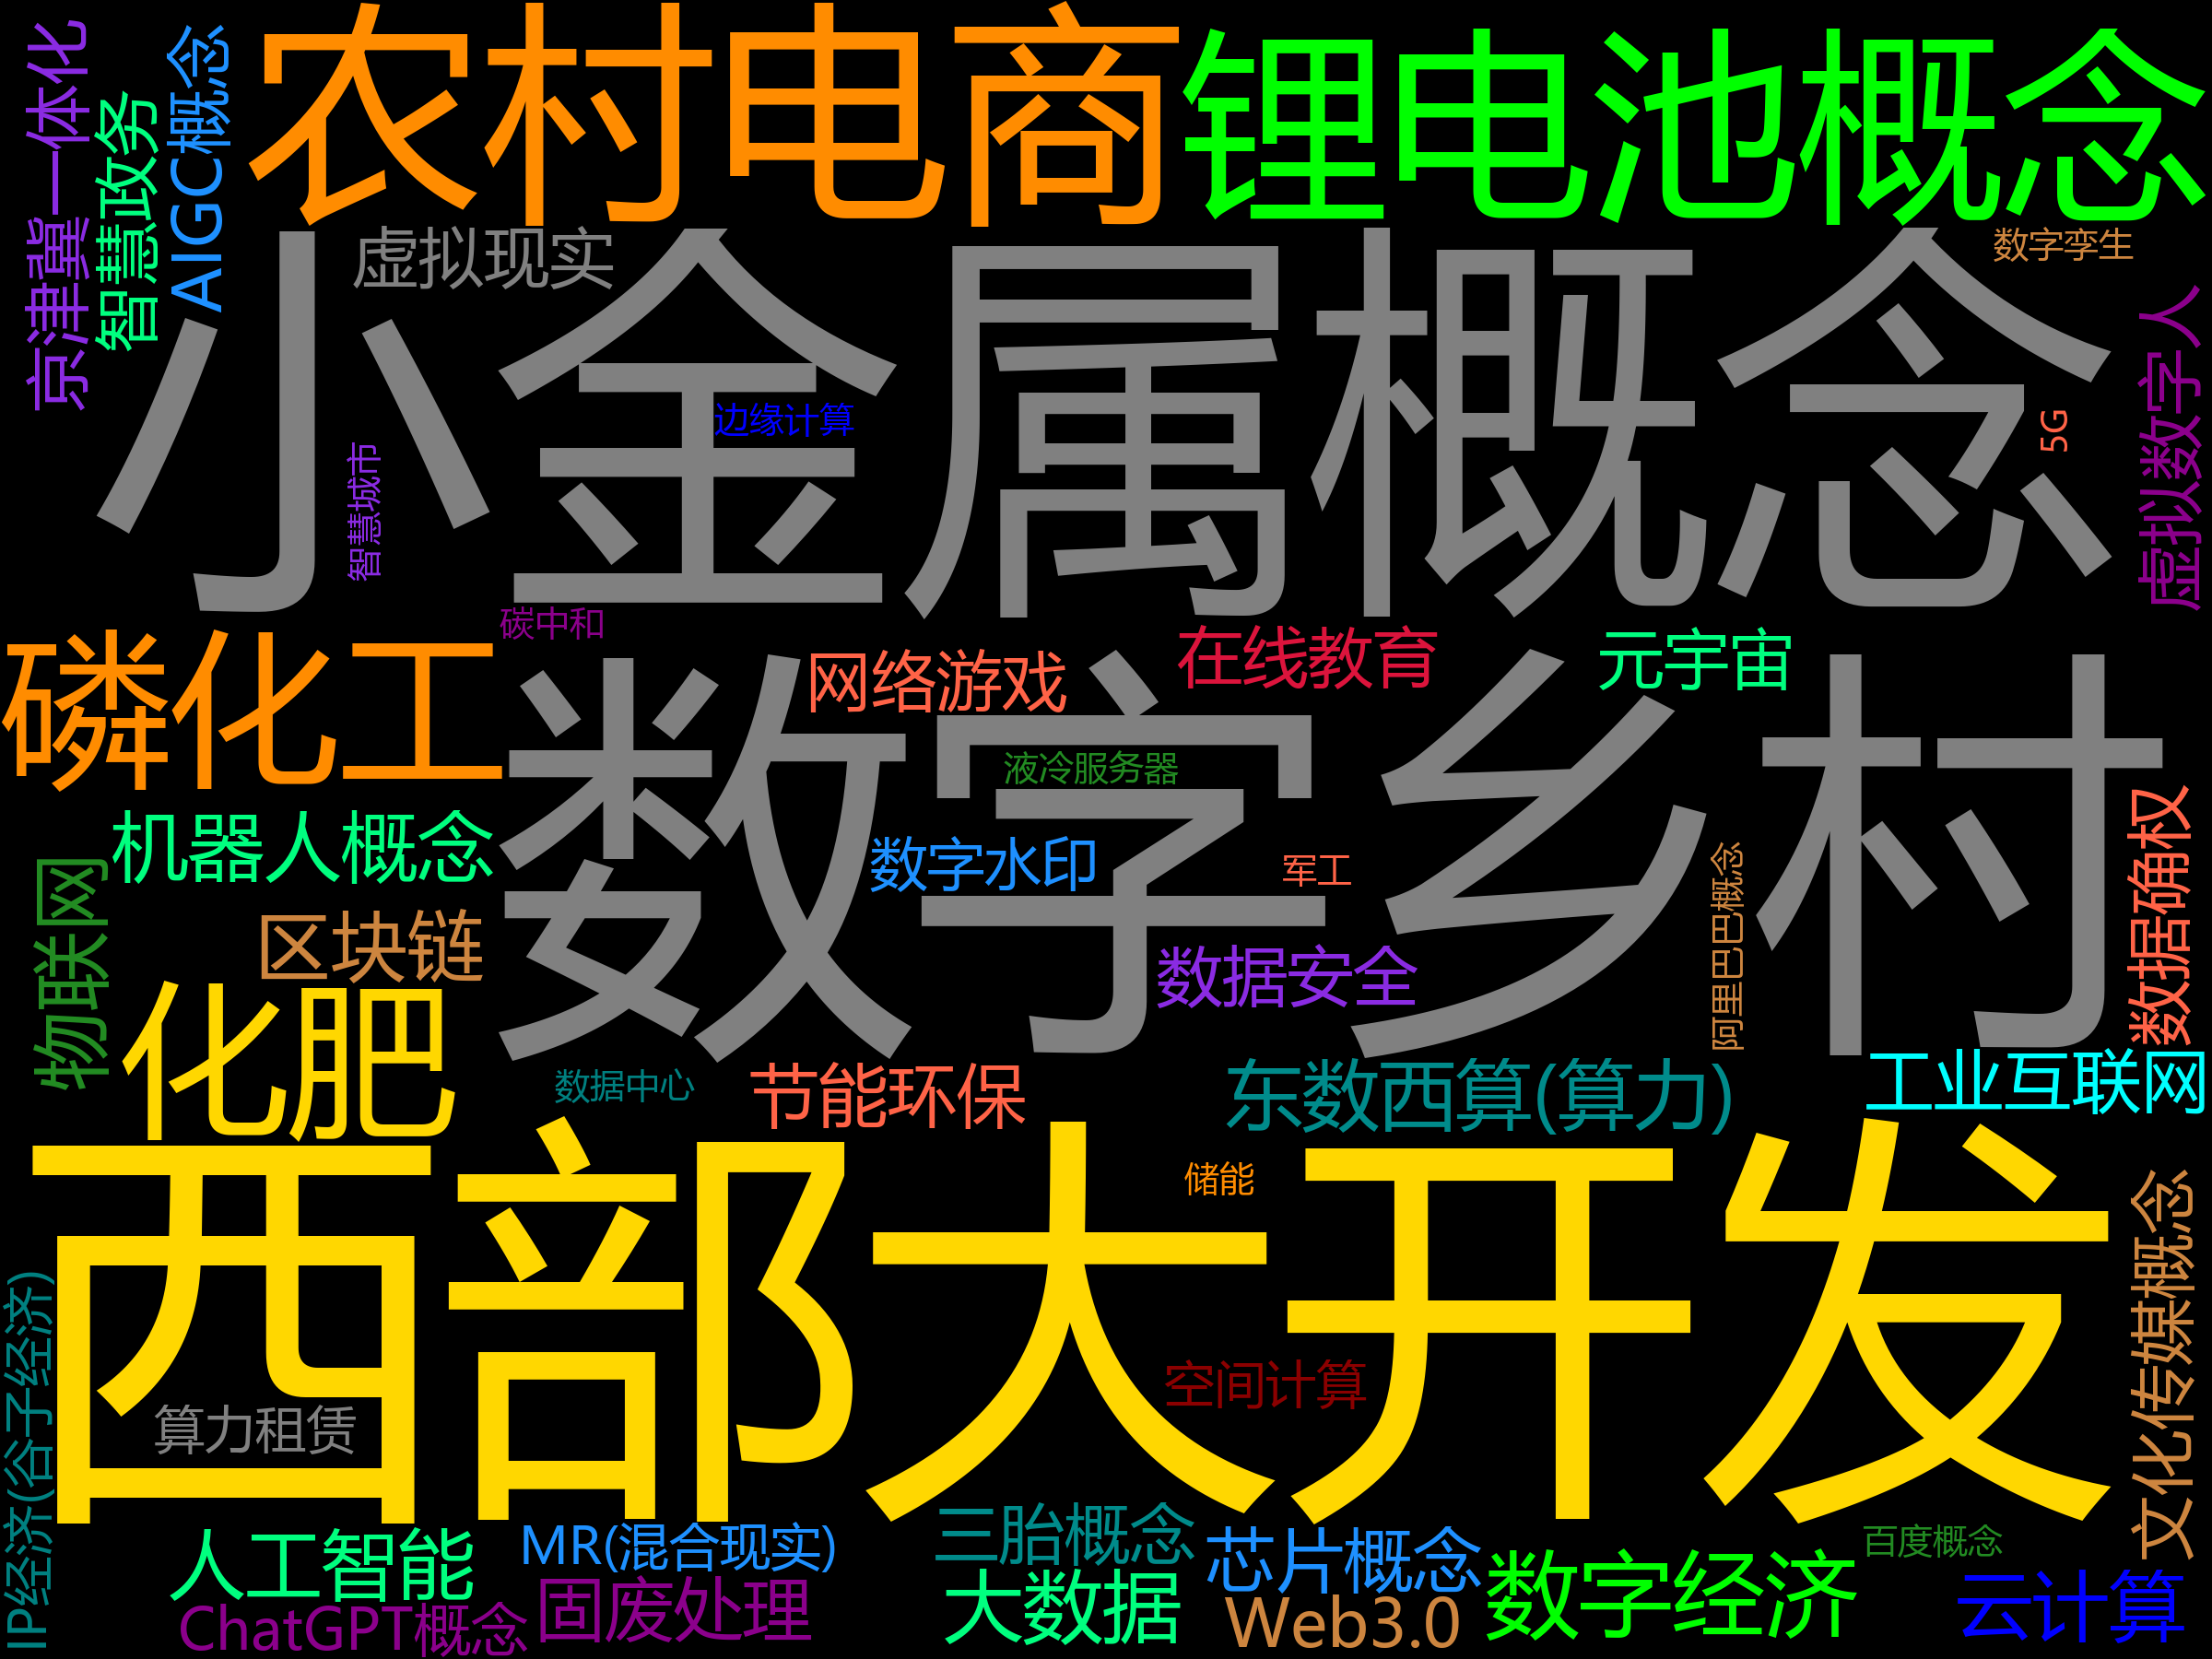 农村电商
锂电池概念
京津冀一体化
智慧政务
AIGC概念
虚拟现实
数字孪生
小金属概念
虚拟数字人
边缘计算
5G
智慧城市
碳中和
磷化工
网络游戏
在线教育
元宇宙
数字乡村
液冷服务器
机器人概念
数字水印
军工
阿里巴巴概念
数据确权
物联网
区块链
数据安全
化肥
数据中心
节能环保
东数西算(算力)
工业互联网
西部大开发
储能
文化传媒概念
IP经济(谷子经济)
空间计算
算力租赁
人工智能
MR(混合现实)
三胎概念
芯片概念
百度概念
ChatGPT概念
固废处理
大数据
Web3.0
数字经济
云计算